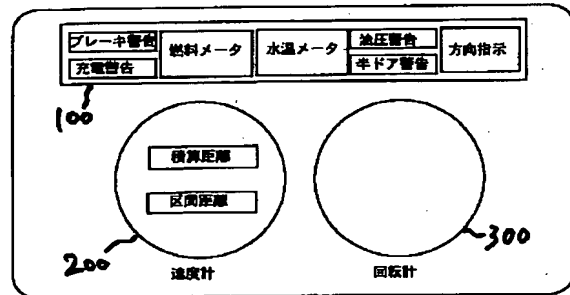 ブレーキ警告
充電警告
燃料メータ
水温メータ
油圧警告
半ドア警告
方向指示
100
積算距離
区間距離
200
300
速度計
回転計